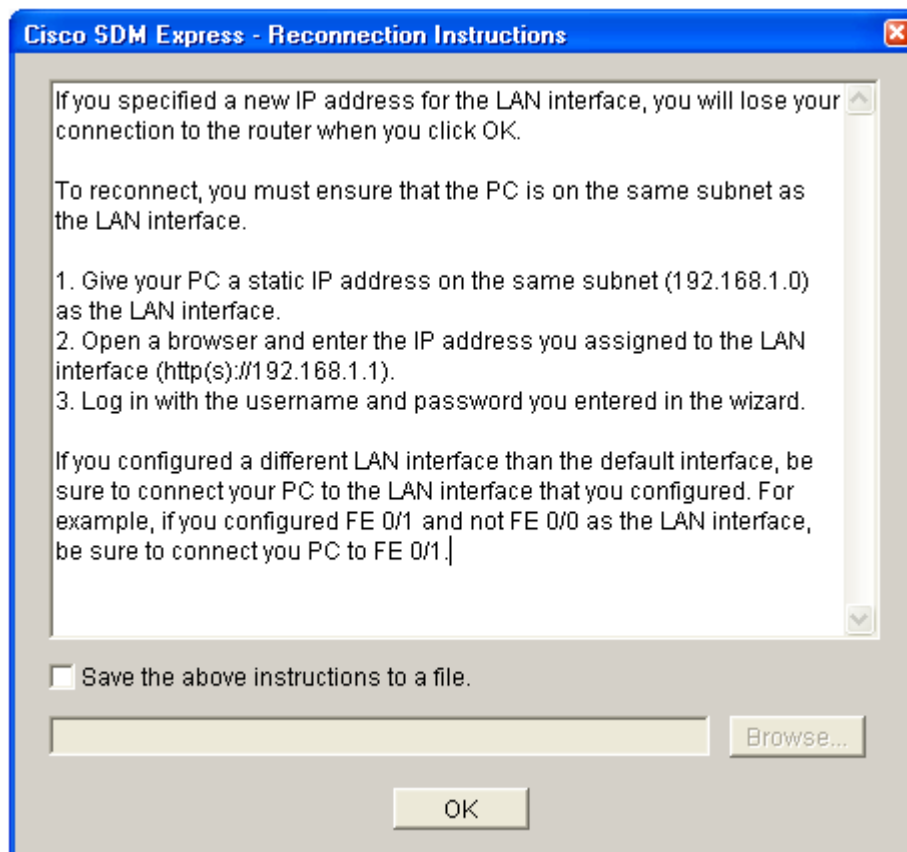 Cisco SDM Express - Reconnection Instructions
If you specified a new IP address for the LAN interface, you will lose your
connection to the router when you click OK.
To reconnect, you must ensure that the PC is on the same subnet as
the LAN interface.
1. Give your PC a static IP address on the same subnet (192.168.1.0)
as the LAN interface.
2. Open a browser and enter the IP address you assigned to the LAN
interface (http(s)://192.168.1.1).
3. Log in with the username and password you entered in the wizard.
If you configured a different LAN interface than the default interface, be
sure to connect your PC to the LAN interface that you configured. For
example, if you configured FE 0/1 and not FE 0/0 as the LAN interface,
be sure to connect you PC to FE 0/1.
Save the above instructions to a file.
Browse...
OK